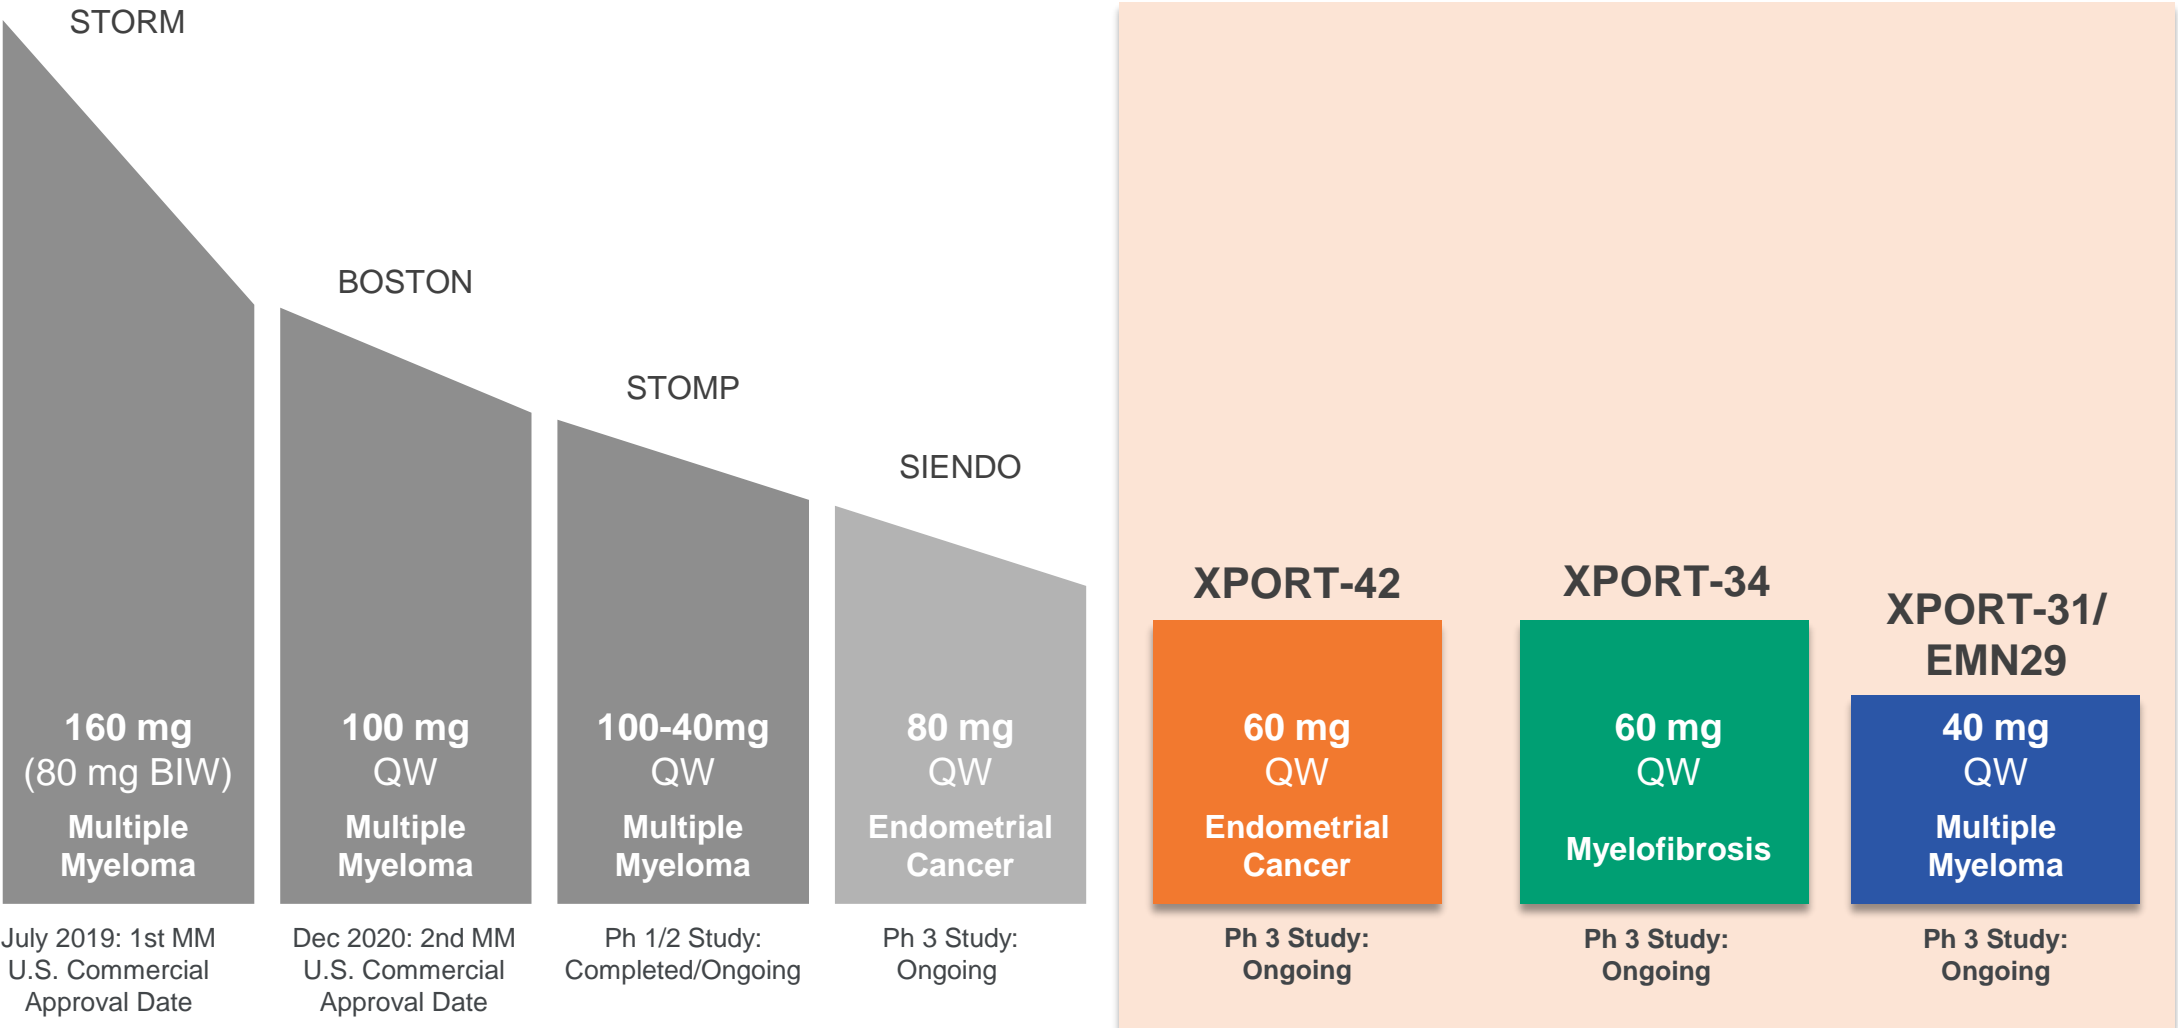 STORM
160 mg
(80 mg BIW)
Multiple
Myeloma
July 2019: 1st MM
U.S. Commercial
Approval Date
BOSTON
100 mg
QW
Multiple
Myeloma
Dec 2020: 2nd MM
U.S. Commercial
Approval Date
STOMP
100-40mg
QW
Multiple
Myeloma
Ph 1/2 Study:
Completed/Ongoing
SIENDO
80 mg
QW
Endometrial
Cancer
Ph 3 Study:
Ongoing
XPORT-42
60 mg
QW
Endometrial
Cancer
Ph 3 Study:
Ongoing
XPORT-34
60 mg
QW
Myelofibrosis
Ph 3 Study:
Ongoing
XPORT-31/
EMN29
40 mg
QW
Multiple
Myeloma
Ph 3 Study:
Ongoing